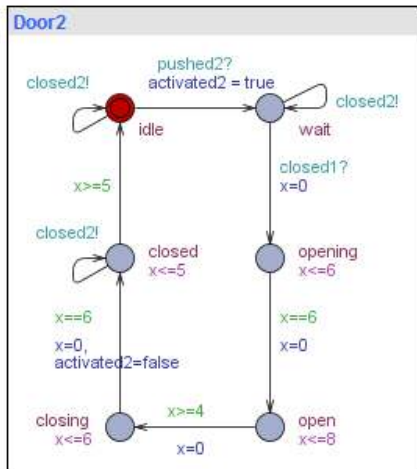 Door2
pushed2?
closed2!
activated2 = true
closed2!
idle
wait
closed1?
x>=5
x=0
closed2!
closed
x<=5
opening
x<=6
x==6
x=0,
activated2=false
x==6
x=0
closing
x<=6
x>=4
x=0
open
x<=8